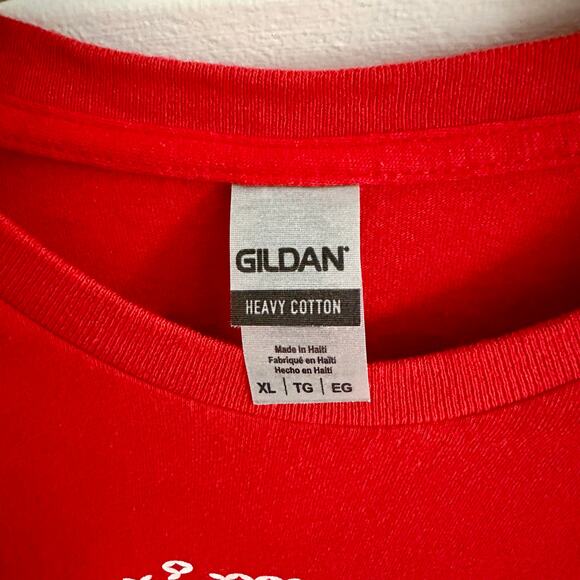 GILDAN®
HEAVY COTTON
Made in Haiti
Fabriqué en Haïti
Hecho en Haití
XL | TG | EG